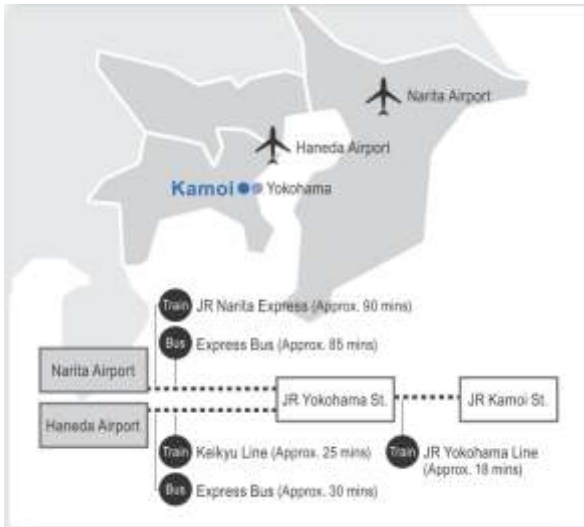 Narita Airport
Haneda Airport
Kamoi
Yokohama
Train JR Narita Express (Approx. 90 mins)
Bus Express Bus (Approx. 85 mins)
Narita Airport
JR Yokohama St.
JR Kamoi St.
Haneda Airport
Train Kaikyu Line (Approx. 25 mins)
Train JR Yokohama Line
(Approx. 18 mins)
Bus Express Bus (Approx. 30 mins)